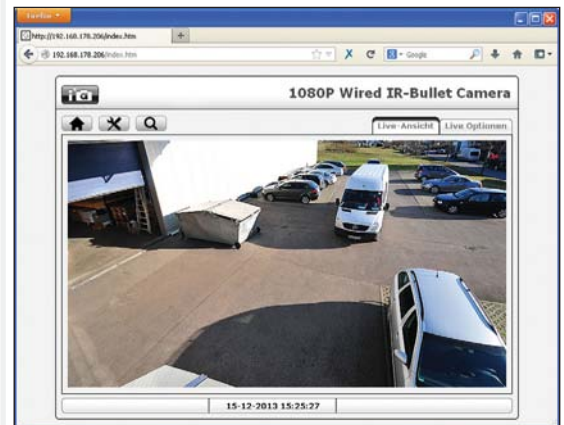 Firefox
http://192.168.178.206/index.htm
192.168.178.206/index.htm
Google
1080P Wired IR-Bullet Camera
Live-Ansicht Live Optionen
15-12-2013 15:25:27